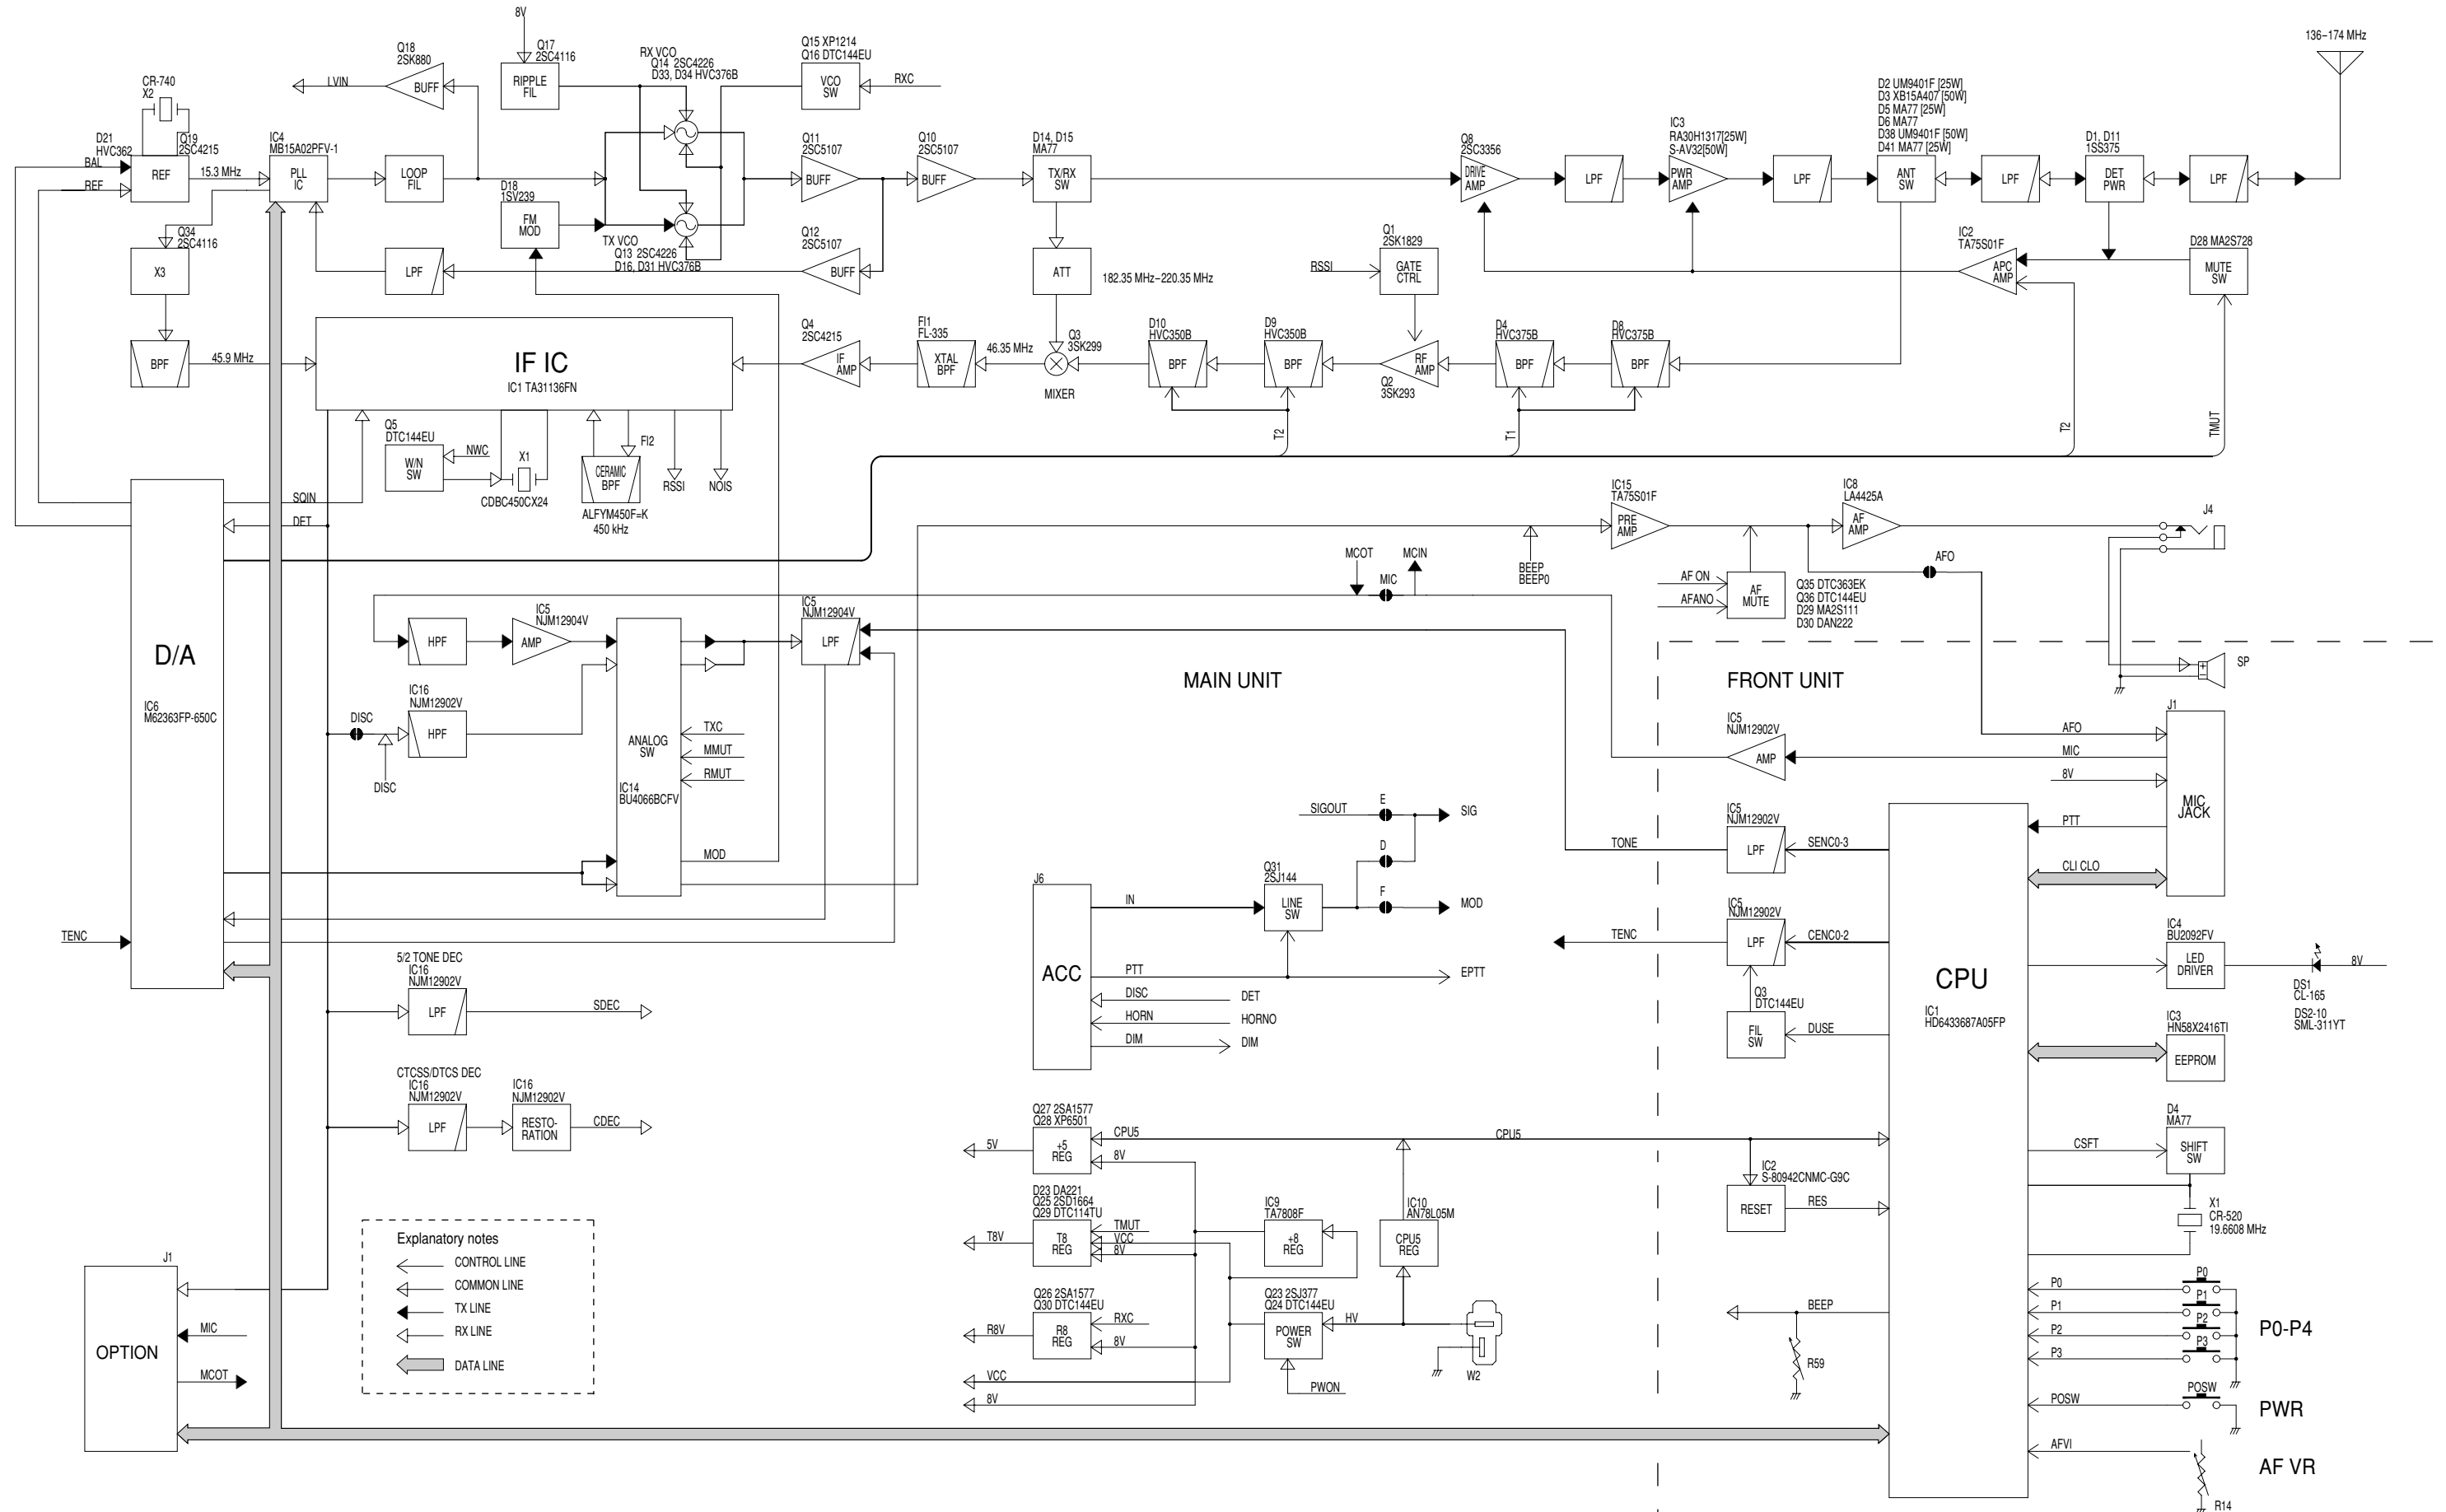 8V
Q18
2SK880
LVIN
BUFF
Q17
2SC4116
RIPPLE
FIL
RX VCO
Q14 2SC4226
D33, D34 HVC376B
Q15 XP1214
Q16 DTC144EU
VCO
SW
RXC
136–174 MHz
CR-740
X2
D21
HVC362
Q19
2SC4215
BAL
REF
REF
15.3 MHz
IC4
MB15A02PFV-1
PLL
IC
LOOP
FIL
D18
1SV239
FM
MOD
TX VCO
Q13 2SC4226
D16, D31 HVC376B
Q11
2SC5107
BUFF
Q10
2SC5107
BUFF
D14, D15
MA77
TX/RX
SW
Q8
2SC3356
DRIVE
AMP
LPF
IC3
RA30H1317[25W]
S-AV32[50W]
PWR
AMP
LPF
D2 UM9401F [25W]
D3 XB15A407 [50W]
D5 MA77 [25W]
D6 MA77
D38 UM9401F [50W]
D41 MA77 [25W]
ANT
SW
LPF
D1, D11
1SS375
DET
PWR
LPF
Q34
2SC4116
X3
LPF
Q12
2SC5107
BUFF
ATT
182.35 MHz~220.35 MHz
Q1
2SK1829
RSSI
GATE
CTRL
IC2
TA75S01F
APC
AMP
D28 MA2S728
MUTE
SW
BPF
45.9 MHz
IF IC
IC1 TA31136FN
Q4
2SC4215
IF
AMP
FI1
FL-335
XTAL
BPF
46.35 MHz
Q3
3SK299
MIXER
D10
HVC350B
BPF
D9
HVC350B
BPF
RF
AMP
Q2
3SK293
D4
HVC375B
BPF
D8
HVC375B
BPF
T2
T1
T2
TMUT
Q5
DTC144EU
W/N
SW
NWC
X1
CDBC450CX24
FI2
CERAMIC
BPF
ALFYM450F=K
450 kHz
RSSI
NOIS
SQIN
DET
D/A
IC6
M62363FP-650C
IC15
TA75S01F
PRE
AMP
IC8
LA4425A
AF
AMP
J4
MCOT
MCIN
MIC
BEEP
BEEP0
AF ON
AFANO
AF
MUTE
Q35 DTC363EK
Q36 DTC144EU
D29 MA2S111
D30 DAN222
AFO
HPF
IC5
NJM12904V
AMP
IC5
NJM12904V
LPF
DISC
DISC
IC16
NJM12902V
HPF
ANALOG
SW
IC14
BU4066BCFV
TXC
MMUT
RMUT
MOD
MAIN UNIT
FRONT UNIT
SP
IC5
NJM12902V
AMP
AFO
MIC
8V
J1
MIC
JACK
PTT
CLI CLO
SIGOUT
E
SIG
D
F
MOD
TONE
IC5
NJM12902V
LPF
SENC0-3
J6
ACC
IN
Q31
2SJ144
LINE
SW
PTT
EPTT
DISC
DET
HORN
HORNO
DIM
DIM
TENC
TENC
IC5
NJM12902V
LPF
CENC0-2
Q3
DTC144EU
FIL
SW
DUSE
CPU
IC1
HD6433687A05FP
IC4
BU2092FV
LED
DRIVER
8V
DS1
CL-165
DS2-10
SML-311YT
IC3
HN58X2416TI
EEPROM
5/2 TONE DEC
IC16
NJM12902V
LPF
SDEC
CTCSS/DTCS DEC
IC16
NJM12902V
LPF
IC16
NJM12902V
RESTO-
RATION
CDEC
Q27 2SA1577
Q28 XP6501
+5
REG
5V
CPU5
8V
CPU5
D4
MA77
CSFT
SHIFT
SW
IC2
S-80942CNMC-G9C
RESET
RES
X1
CR-520
19.6608 MHz
D23 DA221
Q25 2SD1664
Q29 DTC114TU
T8
REG
T8V
TMUT
VCC
8V
IC9
TA7808F
+8
REG
IC10
AN78L05M
CPU5
REG
Explanatory notes
CONTROL LINE
COMMON LINE
TX LINE
RX LINE
DATA LINE
J1
OPTION
MIC
MCOT
Q26 2SA1577
Q30 DTC144EU
R8
REG
R8V
RXC
8V
Q23 2SJ377
Q24 DTC144EU
POWER
SW
HV
W2
PWON
VCC
8V
BEEP
R59
P0
P0
P1
P1
P2
P2
P3
P3
P0-P4
POSW
POSW
PWR
AFVI
AF VR
R14